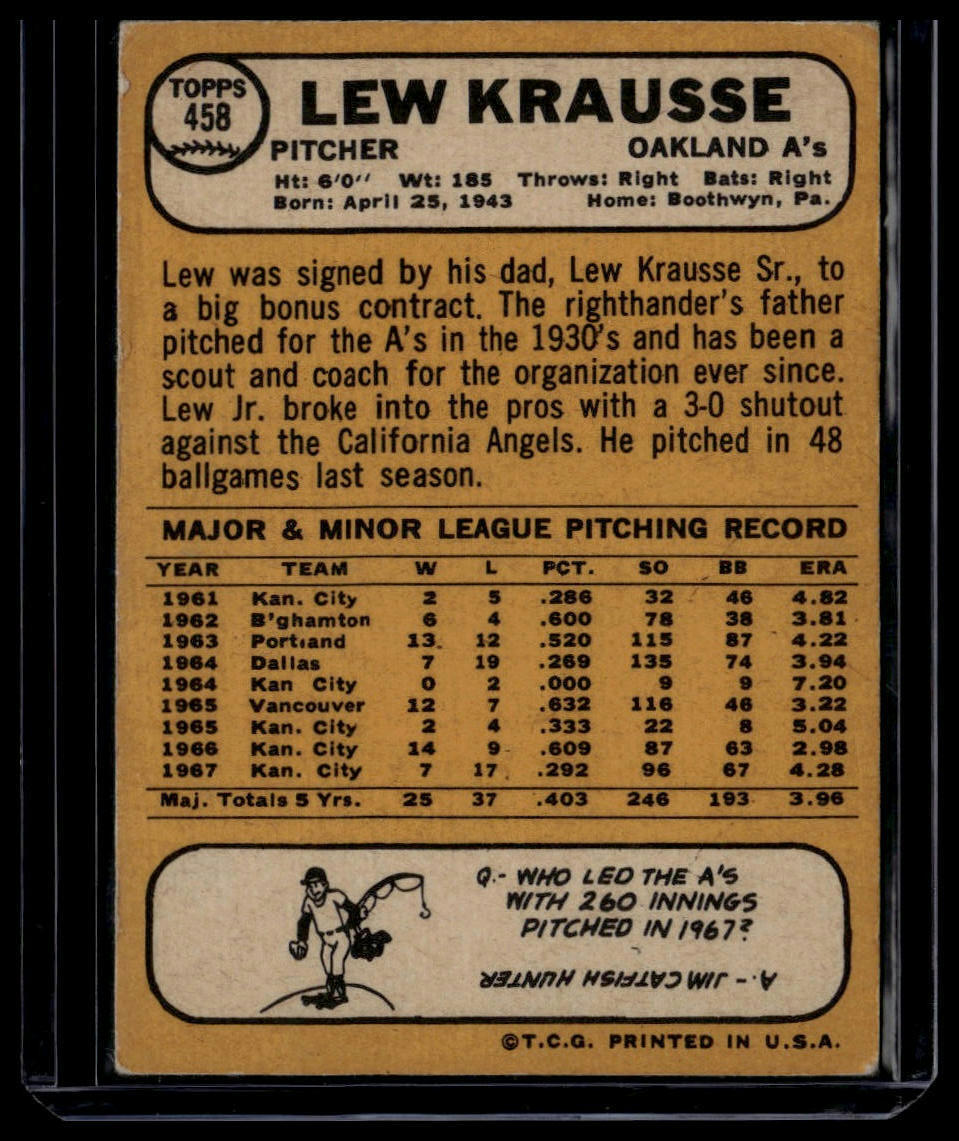 TOPPS
458
LEW KRAUSSE
PITCHER OAKLAND A's
Ht: 6'0" Wt: 185 Throws: Right Bats: Right
Born: April 25, 1943 Home: Boothwyn, Pa.
Lew was signed by his dad, Lew Krausse Sr., to
a big bonus contract. The righthander's father
pitched for the A's in the 1930's and has been a
scout and coach for the organization ever since.
Lew Jr. broke into the pros with a 3-0 shutout
against the California Angels. He pitched in 48
ballgames last season.
MAJOR & MINOR LEAGUE PITCHING RECORD
YEAR TEAM W L PCT. SO BB ERA
1961 Kan. City 2 5 .286 32 46 4.82
1962 B'ghamton 6 4 .600 78 38 3.81
1963 Portland 13 12 .520 115 87 4.22
1964 Dallas 7 19 .269 135 74 3.94
1964 Kan City 0 2 .000 9 9 7.20
1965 Vancouver 12 7 .632 116 46 3.22
1965 Kan. City 2 4 .333 22 8 5.04
1966 Kan. City 14 9 .609 87 63 2.98
1967 Kan. City 7 17 .292 96 67 4.28
Maj. Totals 5 Yrs. 25 37 .403 246 193 3.96
Q.- WHO LED THE A'S
WITH 260 INNINGS
PITCHED IN 1967?
A.- JIM CATFISH HUNTER
©T.C.G. PRINTED IN U.S.A.